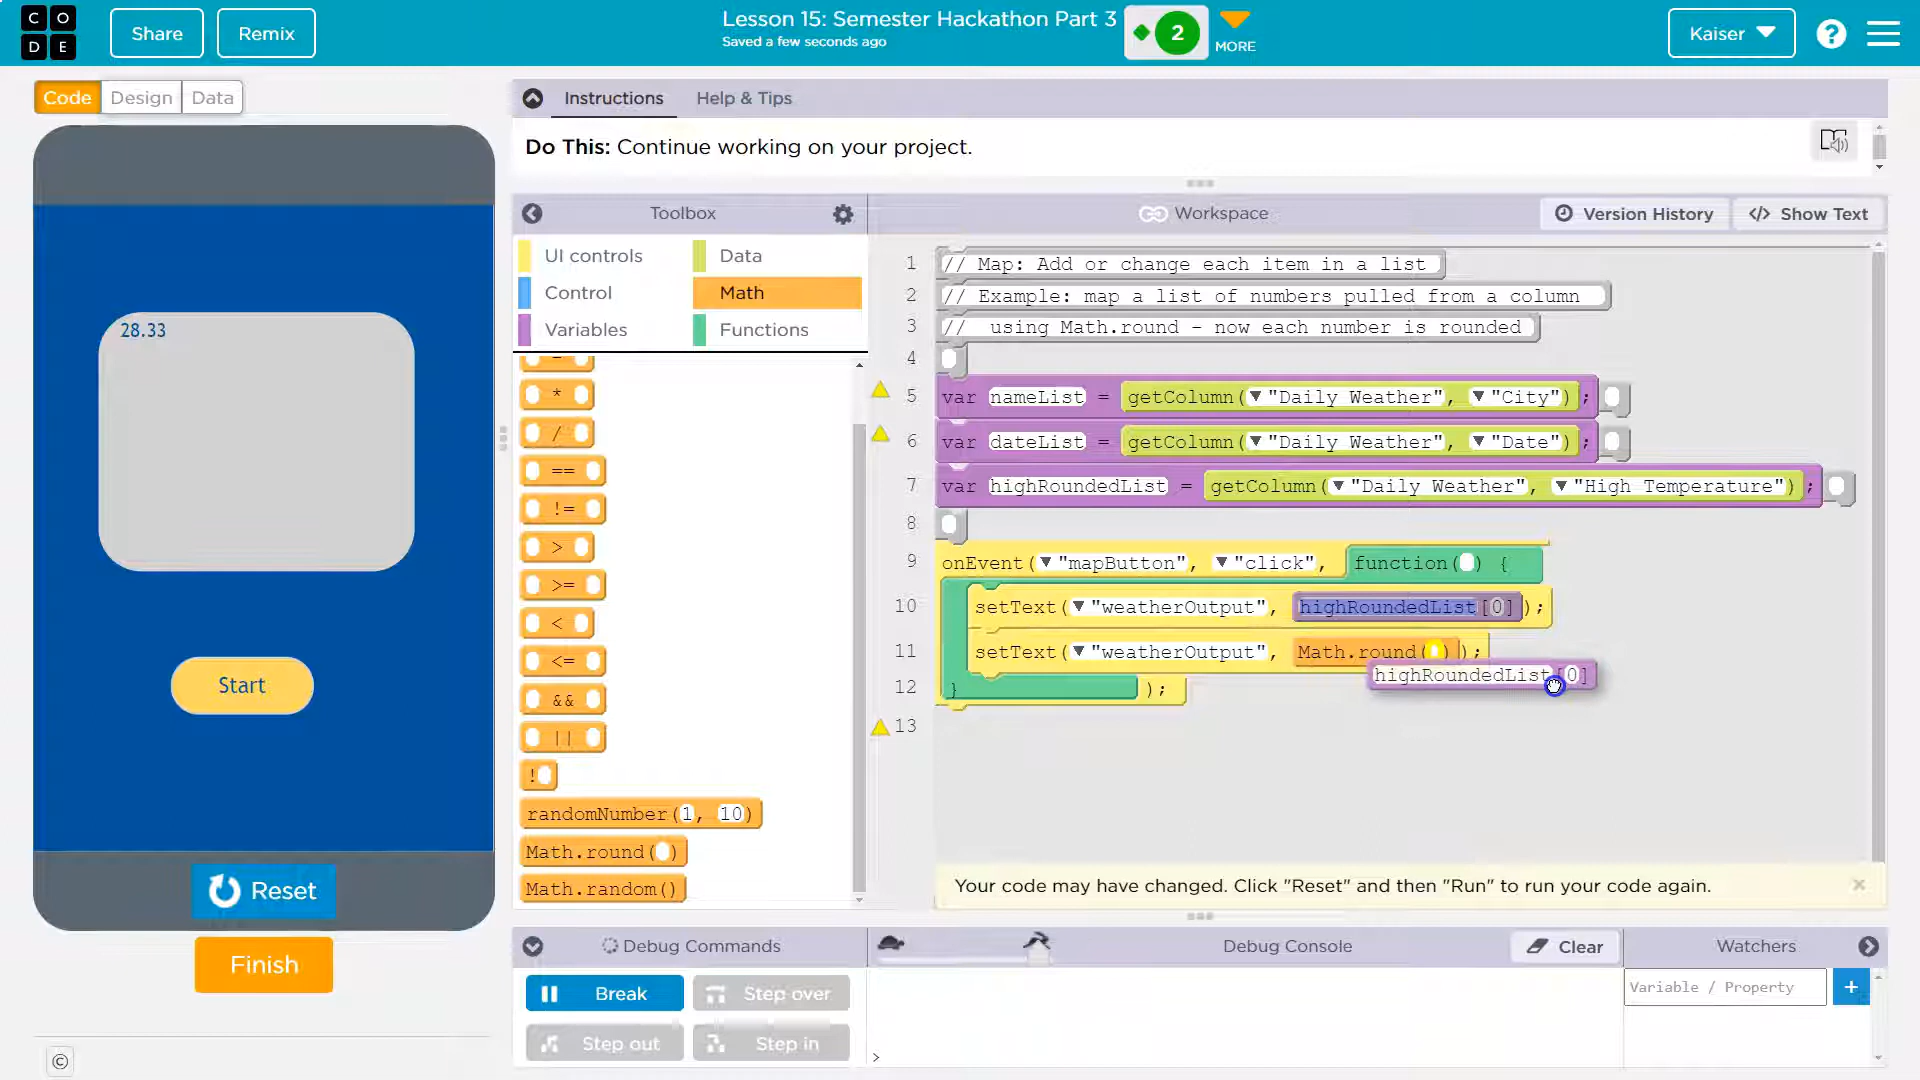 CODE
Share
Remix
Lesson 15: Semester Hackathon Part 3
Saved a few seconds ago
2
MORE
Kaiser
?
Code
Design
Data
Instructions
Help & Tips
Do This: Continue working on your project.
Toolbox
Workspace
Version History
</> Show Text
UI controls
Data
Control
Math
Variables
Functions
*
/
==
!=
>
>=
<
<=
&&
||
!
randomNumber(1, 10)
Math.round( )
Math.random()
1 // Map: Add or change each item in a list
2 // Example: map a list of numbers pulled from a column
3 // using Math.round - now each number is rounded
4
5 var nameList = getColumn(▼"Daily Weather", ▼"City");
6 var dateList = getColumn(▼"Daily Weather", ▼"Date");
7 var highRoundedList = getColumn(▼"Daily Weather", ▼"High Temperature");
8
9 onEvent(▼"mapButton", ▼"click", function( ) {
10 setText(▼"weatherOutput", highRoundedList[0]);
11 setText(▼"weatherOutput", Math.round( ));
highRoundedList[0]
12 } );
13
28.33
Start
Reset
Finish
©
Your code may have changed. Click "Reset" and then "Run" to run your code again.
×
Debug Commands
Debug Console
Clear
Watchers
Break
Step over
Step out
Step in
Variable / Property
+
>